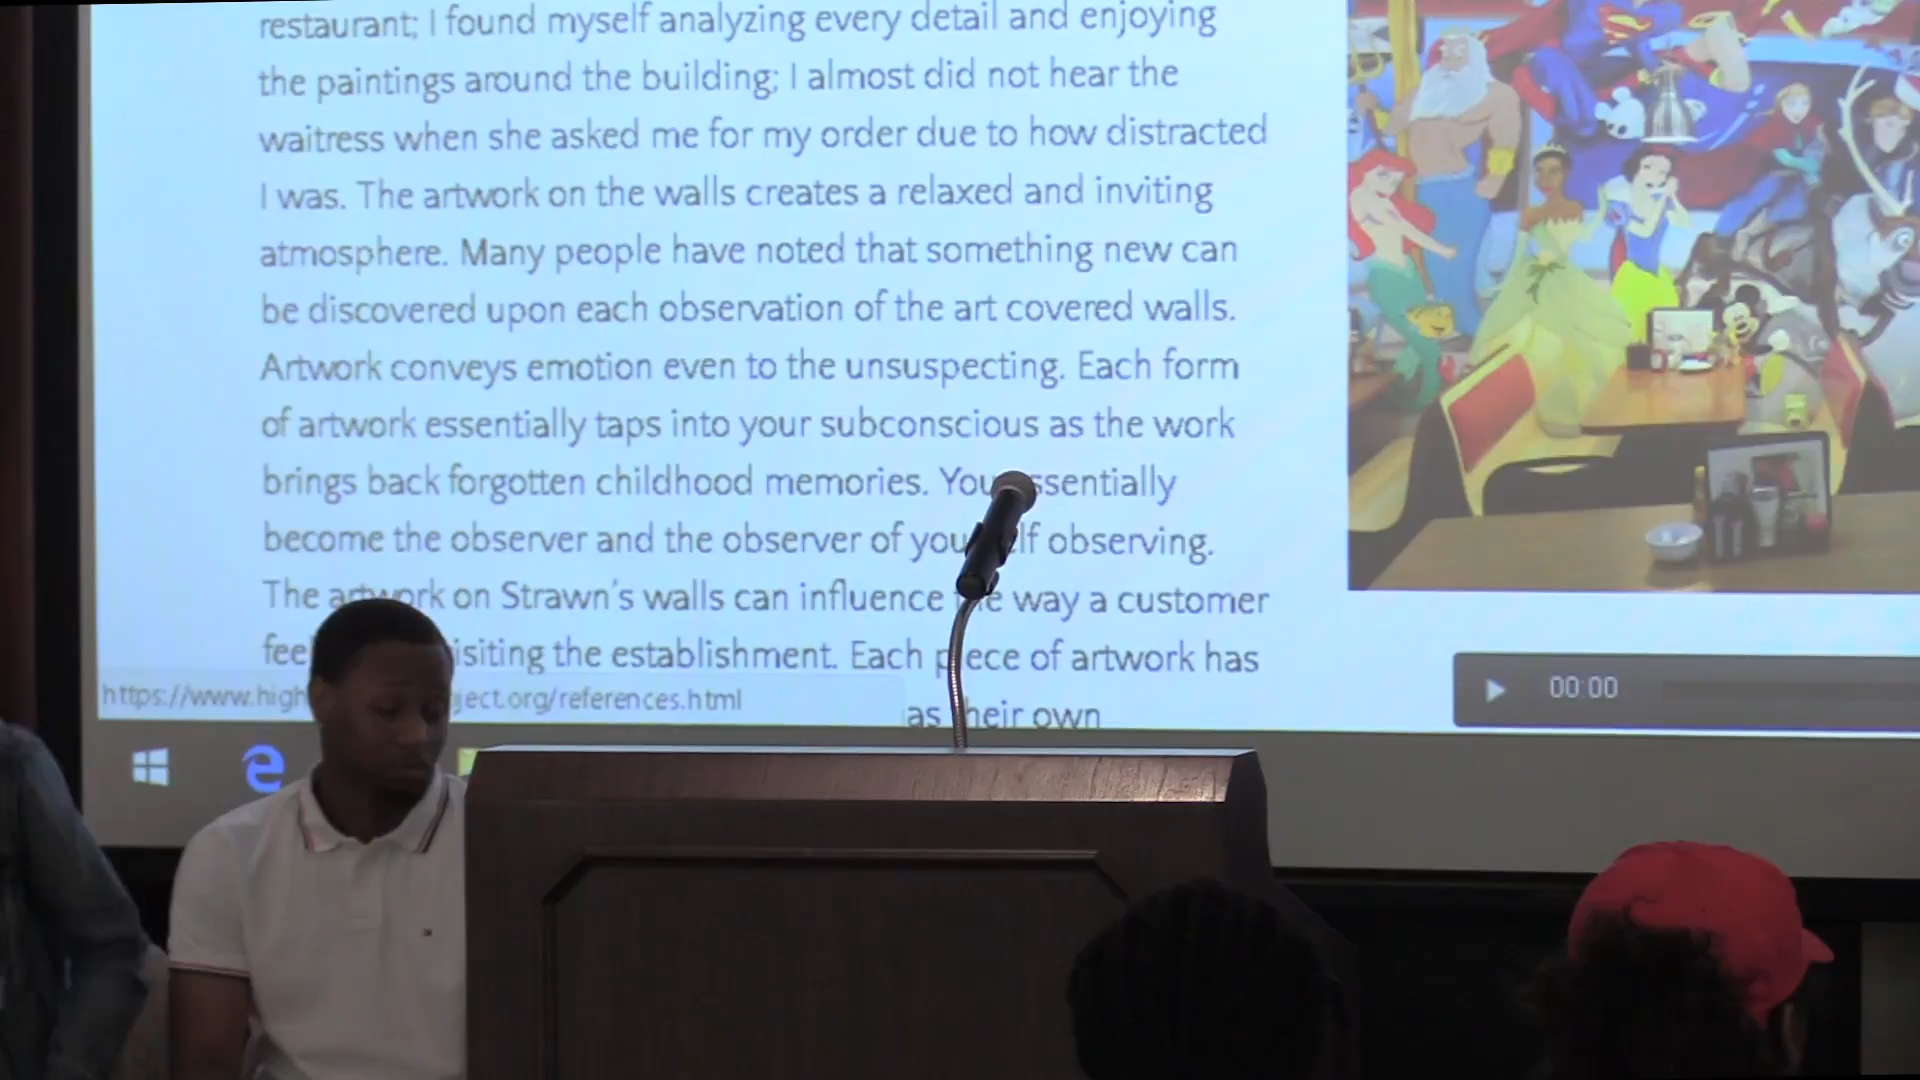 restaurant; I found myself analyzing every detail and enjoying
the paintings around the building; I almost did not hear the
waitress when she asked me for my order due to how distracted
I was. The artwork on the walls creates a relaxed and inviting
atmosphere. Many people have noted that something new can
be discovered upon each observation of the art covered walls.
Artwork conveys emotion even to the unsuspecting. Each form
of artwork essentially taps into your subconscious as the work
brings back forgotten childhood memories. You essentially
become the observer and the observer of yourself observing.
The artwork on Strawn's walls can influence the way a customer
isiting the establishment. Each piece of artwork has
as their own
https://www.high ject.org/references.html
00:00